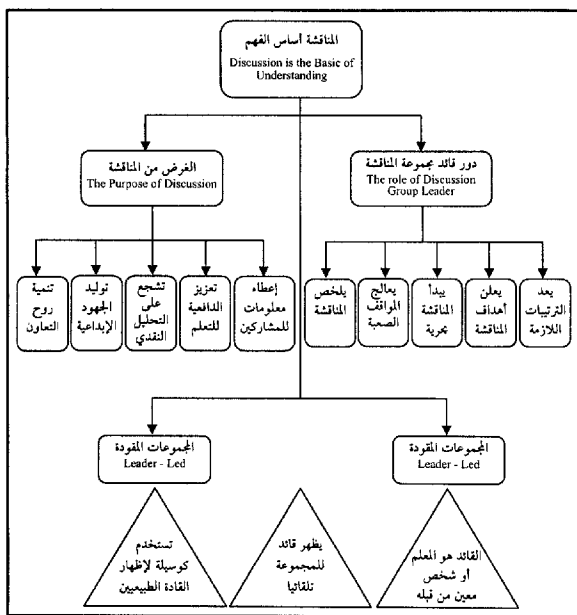 المناقشة أساس الفهم
Discussion is the Basic of
Understanding
دور قائد مجموعة المناقشة
The role of Discussion
Group Leader
الغرض من المناقشة
The Purpose of Discussion
يعد
الترتيبات
اللازمة
يعلن
أهداف
المناقشة
يبدأ
المناقشة
بحرية
يعالج
المواقف
الصعبة
يلخص
المناقشة
إعطاء
معلومات
للمشاركين
تعزيز
الدافعية
للتعلم
تشجع
على
التحليل
النقدي
توليد
الجهود
الإبداعية
تنمية
روح
التعاون
المجموعات المقودة
Leader - Led
المجموعات المقودة
Leader - Led
القائد هو المعلم
أو شخص
معين من قبله
يظهر قائد
للمجموعة
تلقائيا
تستخدم
كوسيلة لإظهار
القادة الطبيعيين